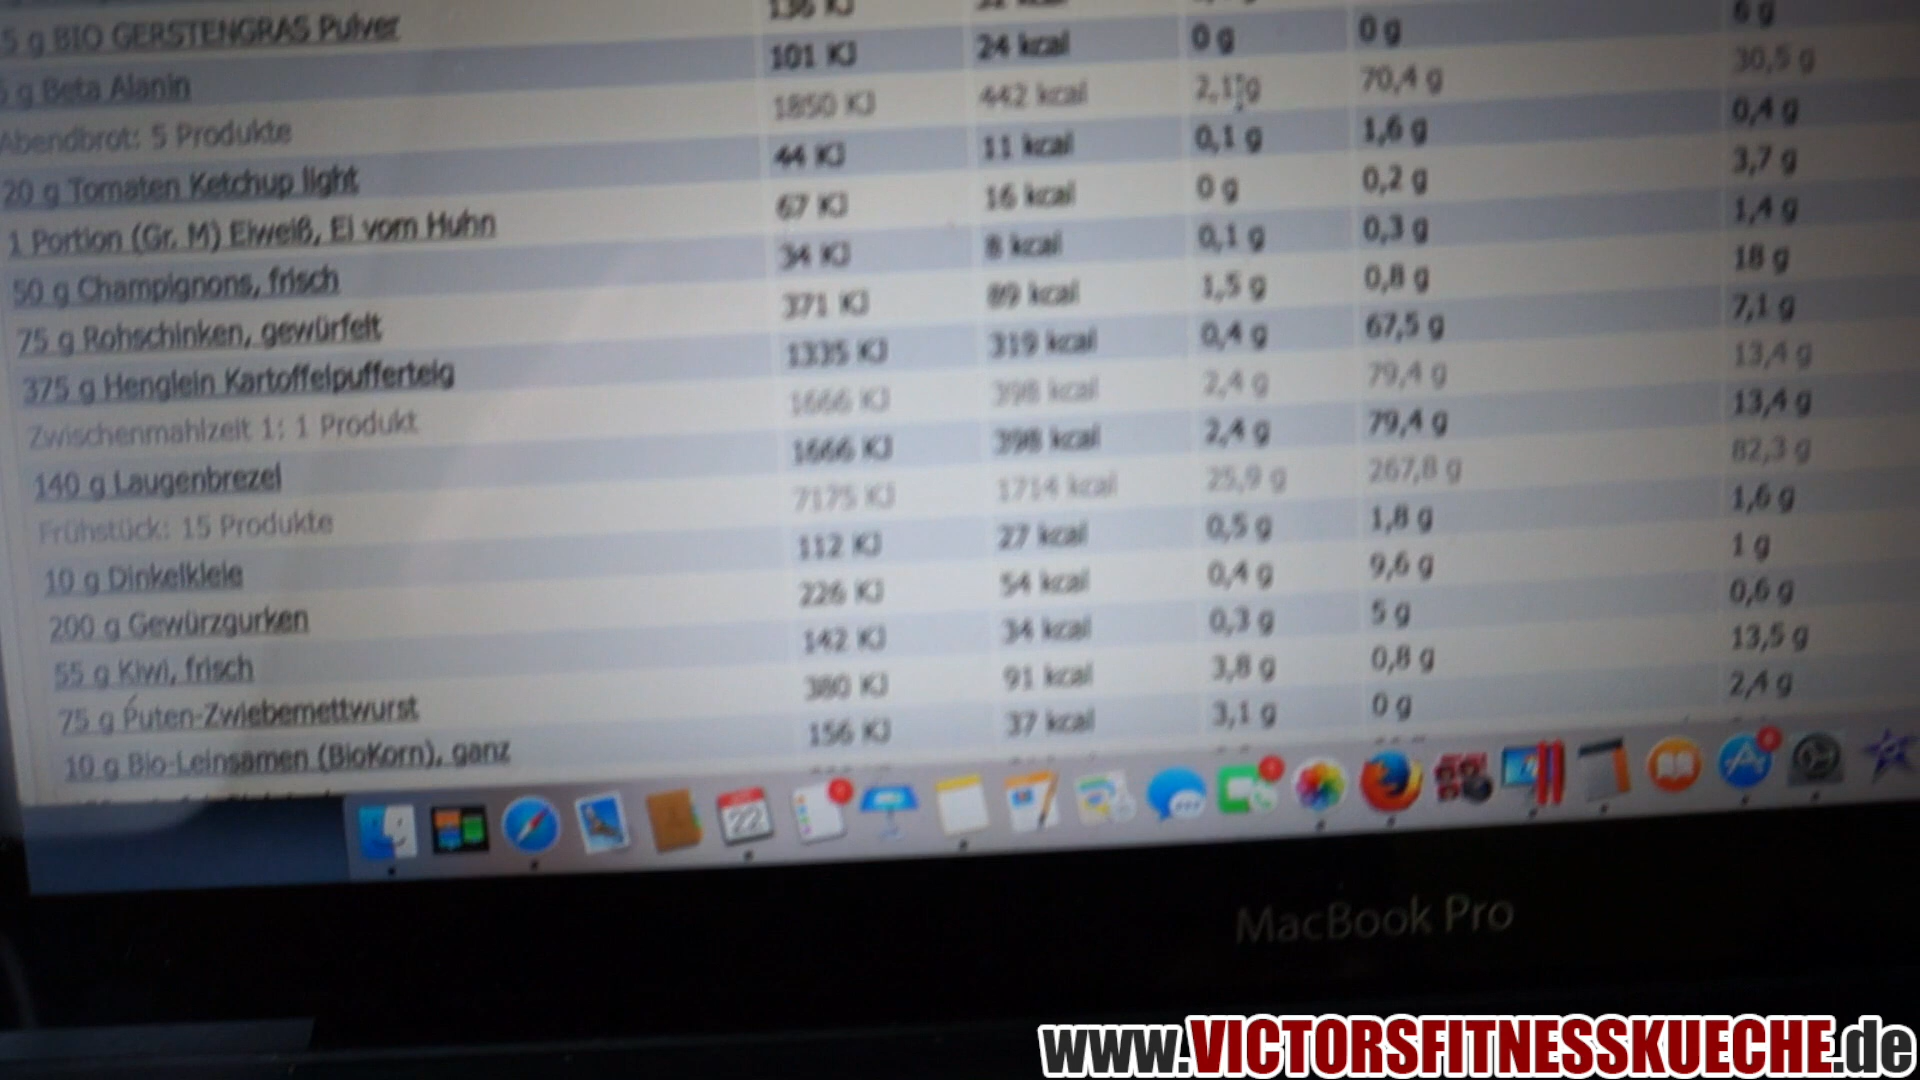 136 KJ
5 g BIO GERSTENGRAS Pulver 101 KJ 24 kcal 0 g 0 g 6 g
g Beta Alanin 1850 KJ 442 kcal 2,1 g 70,4 g 30,5 g
Abendbrot: 5 Produkte 44 KJ 11 kcal 0,1 g 1,6 g 0,4 g
20 g Tomaten Ketchup light 67 KJ 16 kcal 0 g 0,2 g 3,7 g
1 Portion (Gr. M) Eiweiß, Ei vom Huhn 34 KJ 8 kcal 0,1 g 0,3 g 1,4 g
50 g Champignons, frisch 371 KJ 89 kcal 1,5 g 0,8 g 18 g
75 g Rohschinken, gewürfelt 1335 KJ 319 kcal 0,4 g 67,5 g 7,1 g
375 g Henglein Kartoffelpufferteig 1666 KJ 398 kcal 2,4 g 79,4 g 13,4 g
Zwischenmahlzeit 1: 1 Produkt 1666 KJ 398 kcal 2,4 g 79,4 g 13,4 g
140 g Laugenbrezel 7175 KJ 1714 kcal 25,9 g 267,8 g 82,3 g
Frühstück: 15 Produkte 112 KJ 27 kcal 0,5 g 1,8 g 1,6 g
10 g Dinkelkleie 226 KJ 54 kcal 0,4 g 9,6 g 1 g
200 g Gewürzgurken 142 KJ 34 kcal 0,3 g 5 g 0,6 g
55 g Kiwi, frisch 380 KJ 91 kcal 3,8 g 0,8 g 13,5 g
75 g Puten-Zwiebemettwurst 156 KJ 37 kcal 3,1 g 0 g 2,4 g
10 g Bio-Leinsamen (BioKorn), ganz
22
MacBook Pro
www.VICTORSFITNESSKUECHE.de